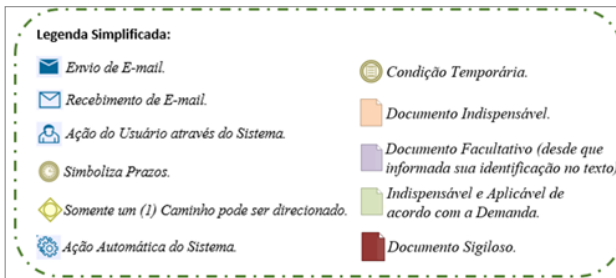 Legenda Simplificada:
Envio de E-mail.
Recebimento de E-mail.
Ação do Usuário através do Sistema.
Simboliza Prazos.
Somente um (1) Caminho pode ser direcionado.
Ação Automática do Sistema.
Condição Temporária.
Documento Indispensável.
Documento Facultativo (desde que
informada sua identificação no texto)
Indispensável e Aplicável de
acordo com a Demanda.
Documento Sigiloso.